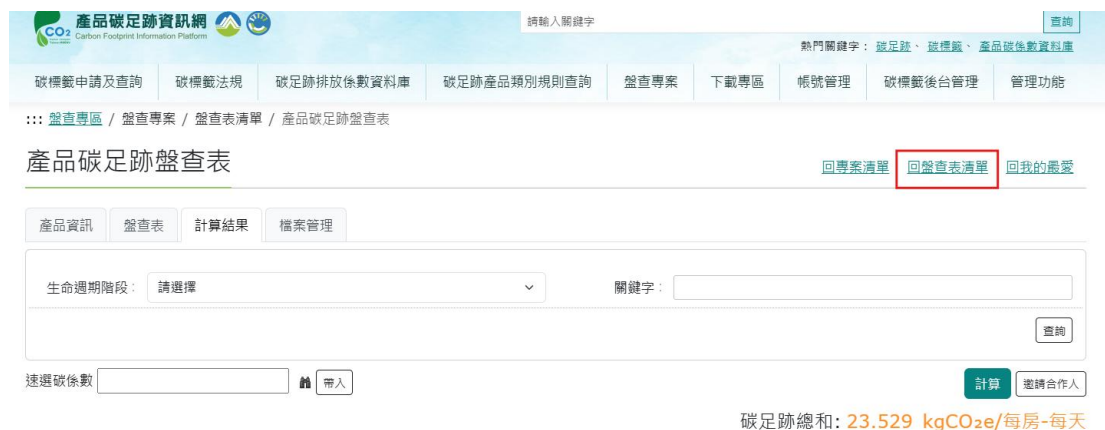 產品碳足跡資訊網
CO2 Carbon Footprint Information Platform
請輸入關鍵字
查詢
熱門關鍵字： 碳足跡、 碳標籤、 產品碳係數資料庫
碳標籤申請及查詢 碳標籤法規 碳足跡排放係數資料庫 碳足跡產品類別規則查詢 盤查專案 下載專區 帳號管理 碳標籤後台管理 管理功能
::: 盤查專區 / 盤查專案 / 盤查表清單 / 產品碳足跡盤查表
產品碳足跡盤查表
回專案清單 回盤查表清單 回我的最愛
產品資訊 盤查表 計算結果 檔案管理
生命週期階段： 請選擇 關鍵字：
查詢
速選碳係數 帶入 計算 邀請合作人
碳足跡總和: 23.529 kgCO₂e/每房-每天